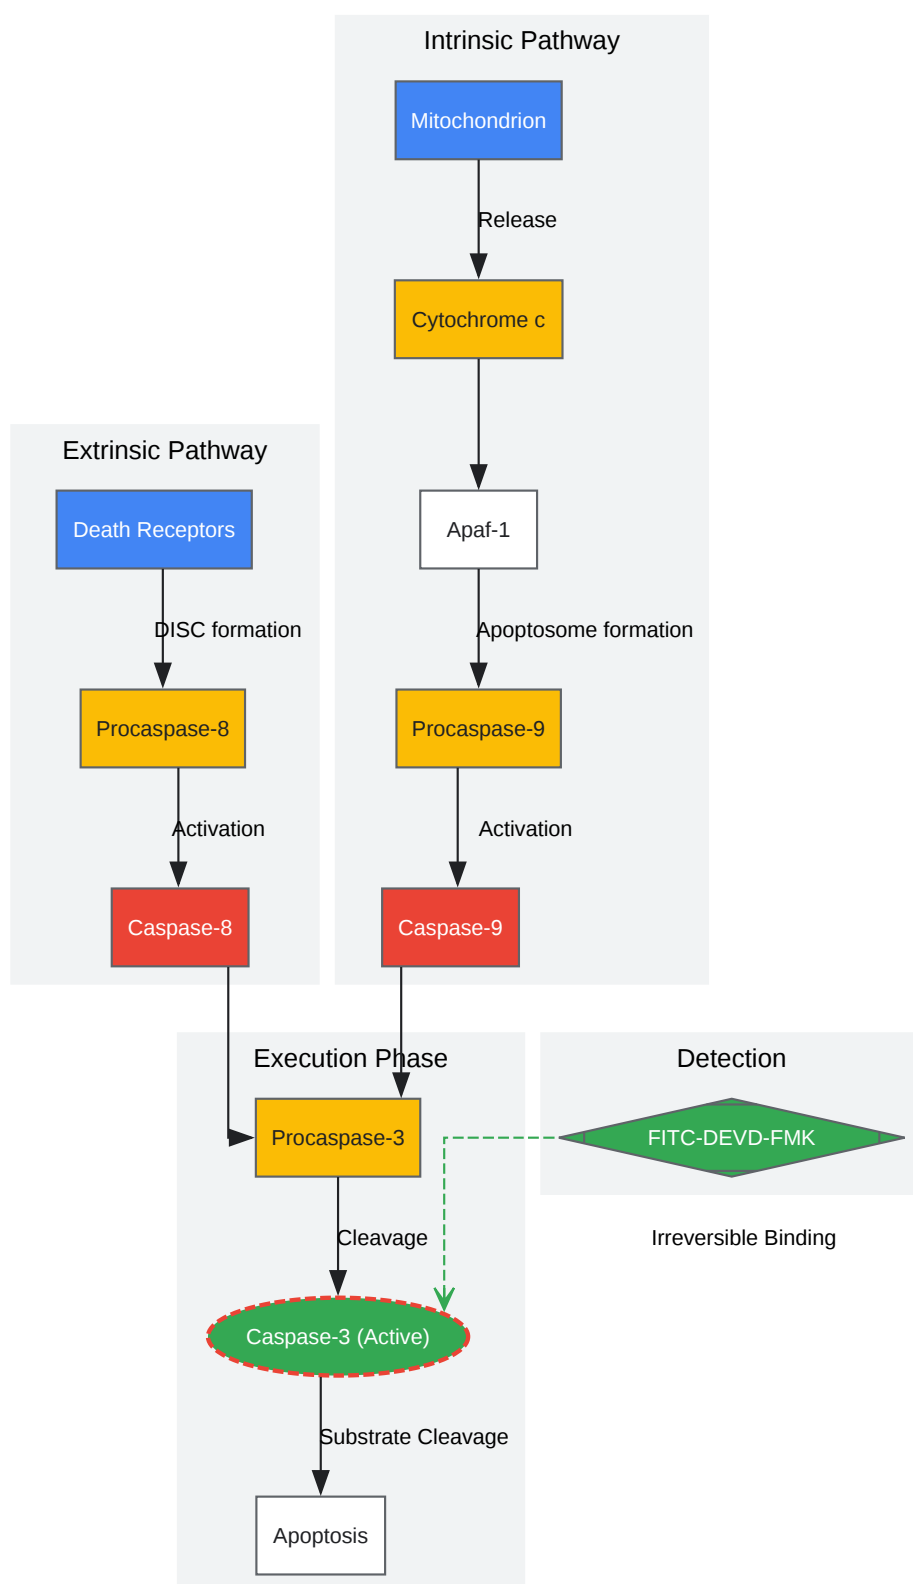 Intrinsic Pathway
Mitochondrion
Release
Cytochrome c
Apaf-1
Apoptosome formation
Procaspase-9
Activation
Caspase-9
Extrinsic Pathway
Death Receptors
DISC formation
Procaspase-8
Activation
Caspase-8
Execution Phase
Procaspase-3
Cleavage
Caspase-3 (Active)
Substrate Cleavage
Apoptosis
Detection
FITC-DEVD-FMK
Irreversible Binding